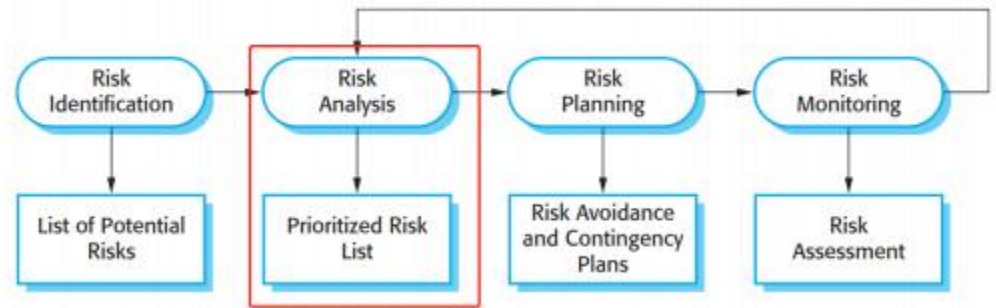 Risk
Identification
Risk
Analysis
Risk
Planning
Risk
Monitoring
List of Potential
Risks
Prioritized Risk
List
Risk Avoidance
and Contingency
Plans
Risk
Assessment